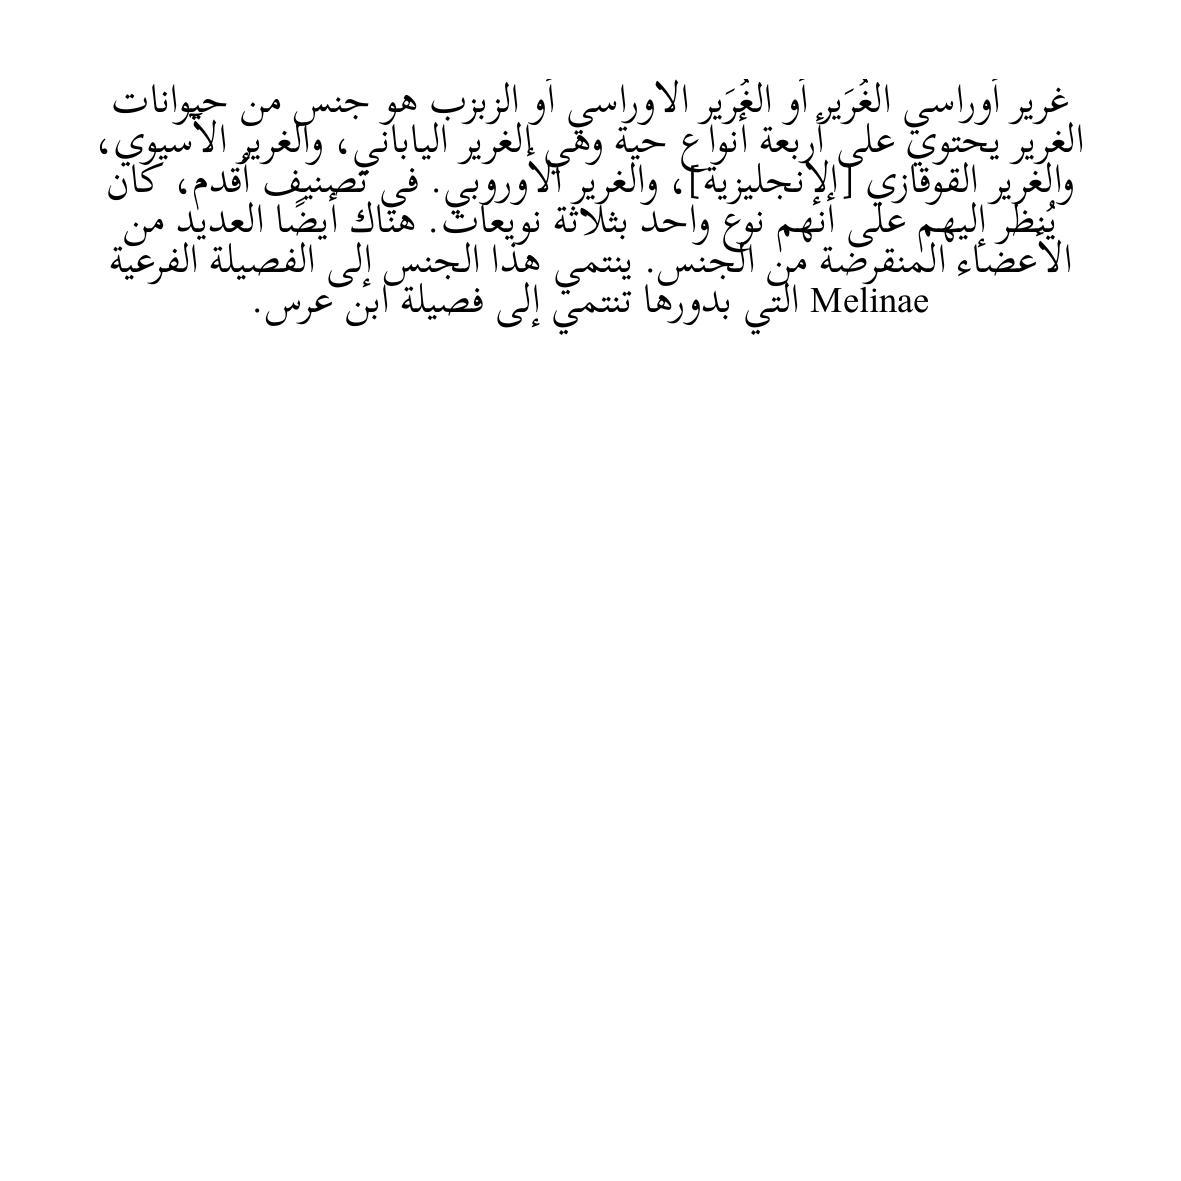 غرير أوراسي الغُرَير أو الغُرَير الاوراسي أو الزبزب هو جنس من حيوانات
الغرير يحتوي على أربعة أنواع حية وهي الغرير الياباني، والغرير الآسيوي،
والغرير القوقازي [الإنجليزية]، والغرير الأوروبي. في تصنيف أقدم، كان
يُنظر إليهم على أنهم نوع واحد بثلاثة نويعات. هناك أيضًا العديد من
الأعضاء المنقرضة من الجنس. ينتمي هذا الجنس إلى الفصيلة الفرعية
Melinae التي بدورها تنتمي إلى فصيلة ابن عرس.